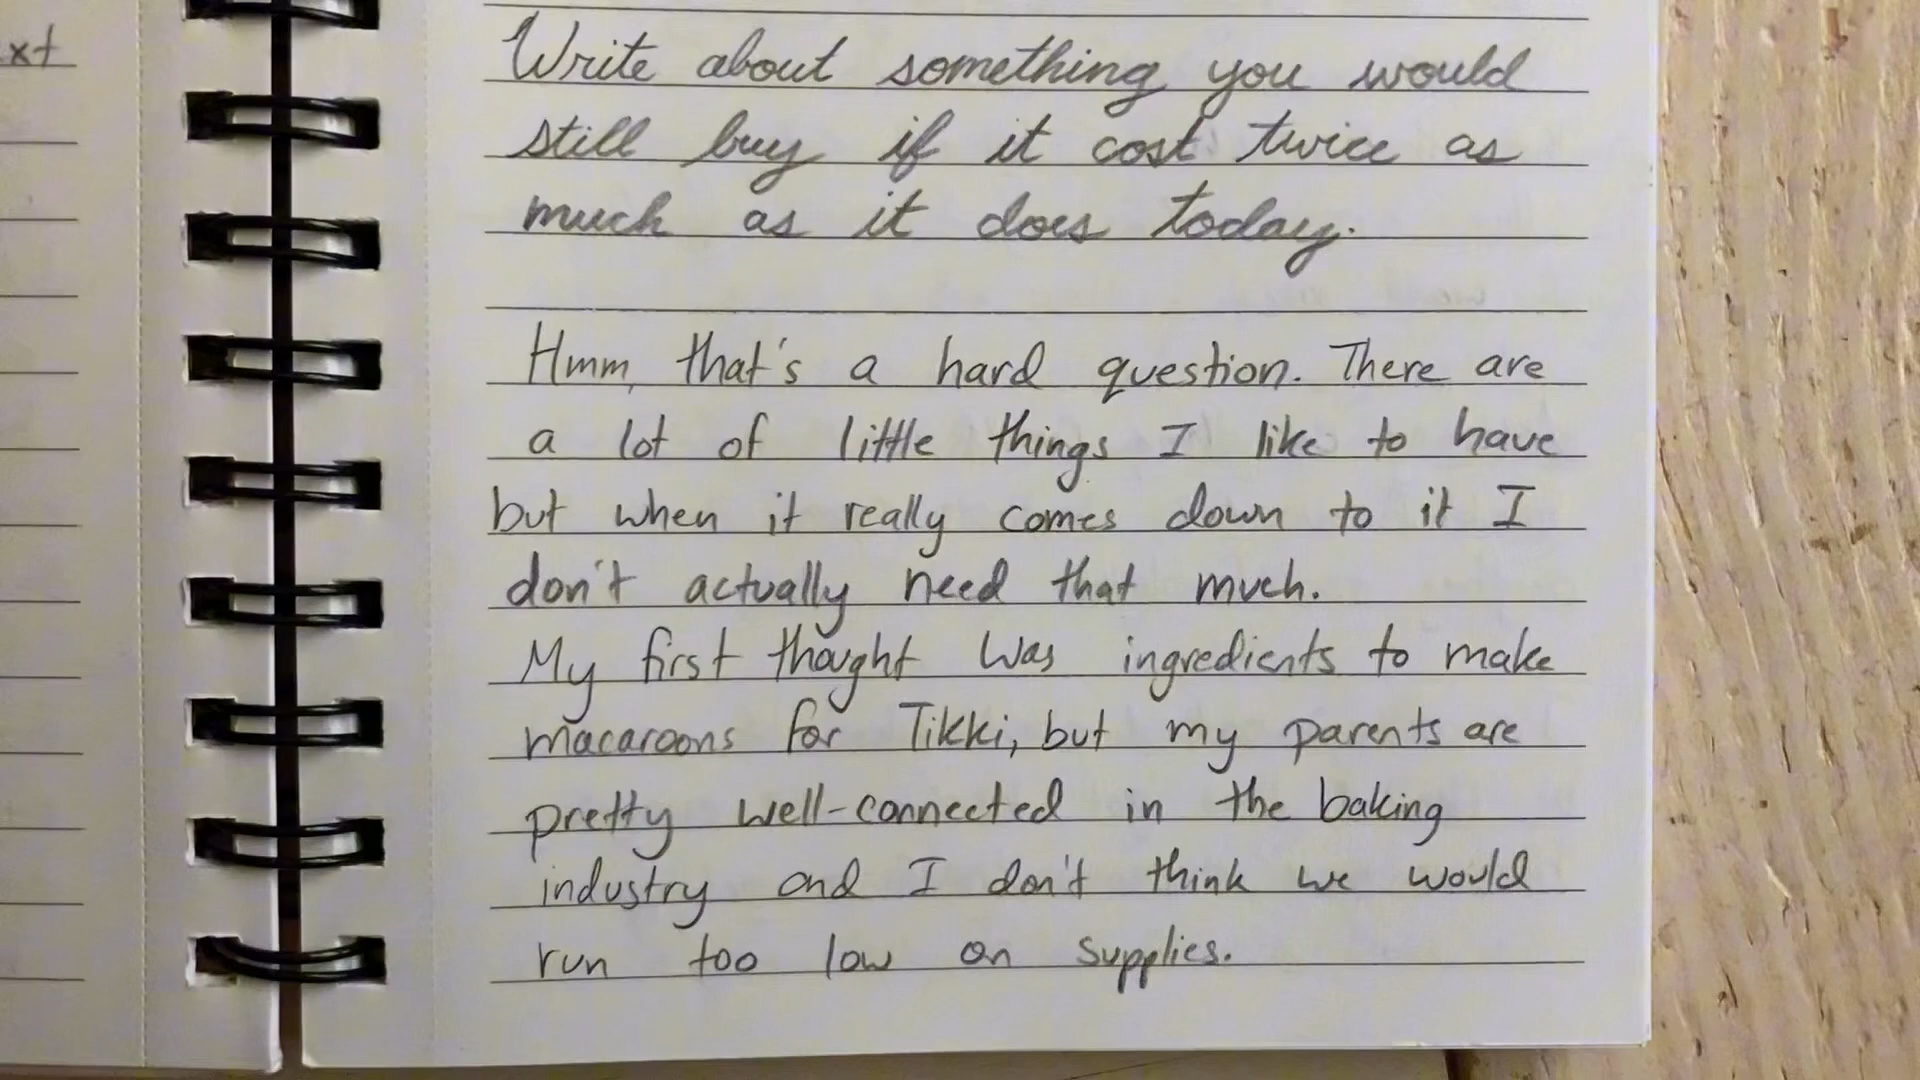 xt
Write about something you would
still buy if it cost twice as
much as it does today.
Hmm, that's a hard question. There are
a lot of little things I like to have
but when it really comes down to it I
don't actually need that much.
My first thought was ingredients to make
macaroons for Tikki, but my parents are
pretty well-connected in the baking
industry and I don't think we would
run too low on supplies.